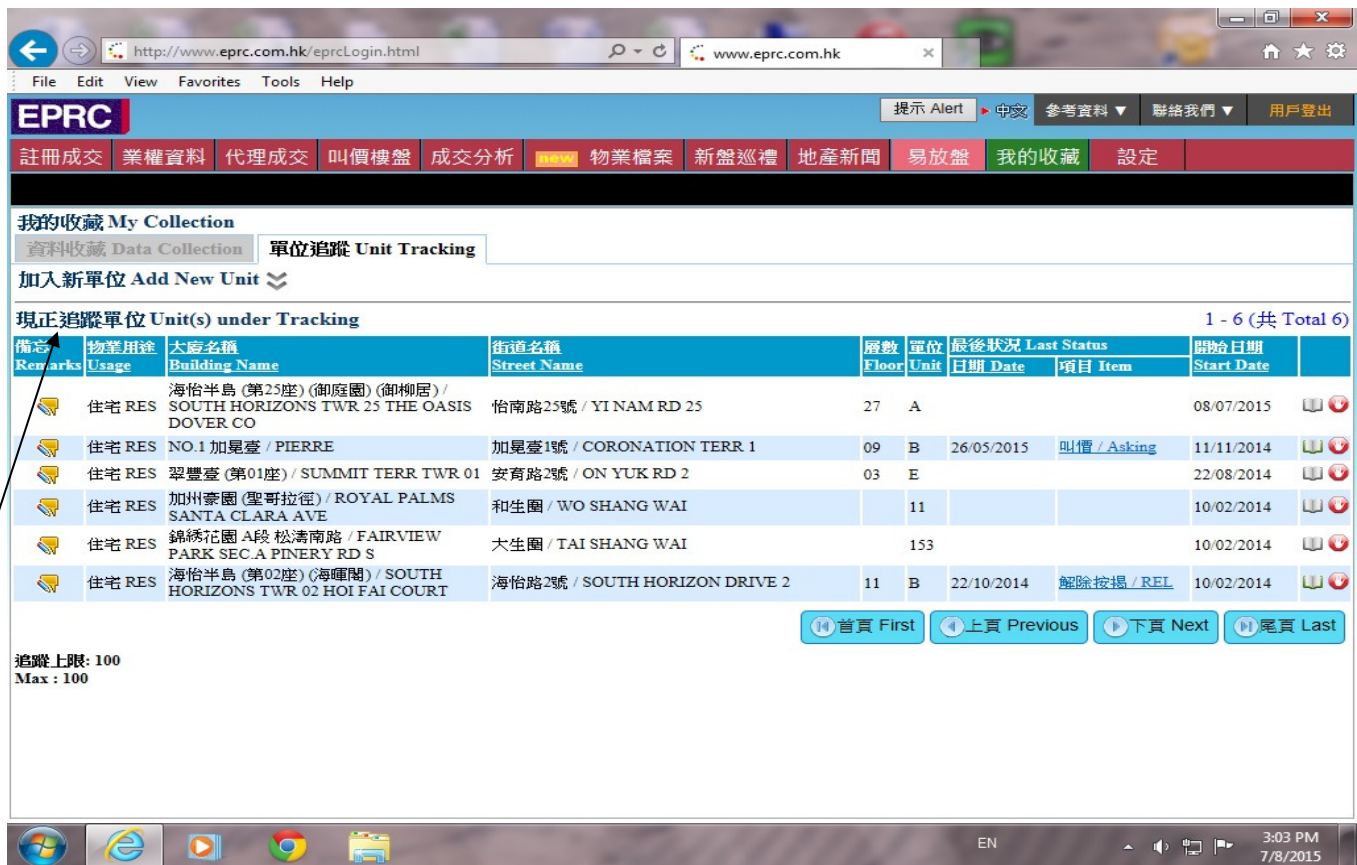 http://www.eprc.com.hk/eprcLogin.html
www.eprc.com.hk
File Edit View Favorites Tools Help
EPRC
提示 Alert 中文 參考資料 ▼ 聯絡我們 ▼ 用戶登出
註冊成交 業權資料 代理成交 叫價樓盤 成交分析 new 物業檔案 新盤巡禮 地產新聞 易放盤 我的收藏 設定
我的收藏 My Collection
資料收藏 Data Collection 單位追蹤 Unit Tracking
加入新單位 Add New Unit
現正追蹤單位 Unit(s) under Tracking 1 - 6 (共 Total 6)
備忘 物業用途 大廈名稱 街道名稱 層數 單位 最後狀況 Last Status 開始日期
Remarks Usage Building Name Street Name Floor Unit 日期 Date 項目 Item Start Date
海怡半島 (第25座) (御庭園) (御柳居) /
住宅 RES SOUTH HORIZONS TWR 25 THE OASIS 怡南路25號 / YI NAM RD 25 27 A 08/07/2015
DOVER CO
住宅 RES NO.1 加冕臺 / PIERRE 加冕臺1號 / CORONATION TERR 1 09 B 26/05/2015 叫價 / Asking 11/11/2014
住宅 RES 翠豐臺 (第01座) / SUMMIT TERR TWR 01 安育路2號 / ON YUK RD 2 03 E 22/08/2014
加州豪園 (聖哥拉徑) / ROYAL PALMS
住宅 RES SANTA CLARA AVE 和生圍 / WO SHANG WAI 11 10/02/2014
錦綉花園 A段 松濤南路 / FAIRVIEW
住宅 RES PARK SEC.A PINERY RD S 大生圍 / TAI SHANG WAI 153 10/02/2014
海怡半島 (第02座) (海暉閣) / SOUTH
住宅 RES HORIZONS TWR 02 HOI FAI COURT 海怡路2號 / SOUTH HORIZON DRIVE 2 11 B 22/10/2014 解除按揭 / REL 10/02/2014
首頁 First 上頁 Previous 下頁 Next 尾頁 Last
追蹤上限: 100
Max : 100
EN 3:03 PM
7/8/2015